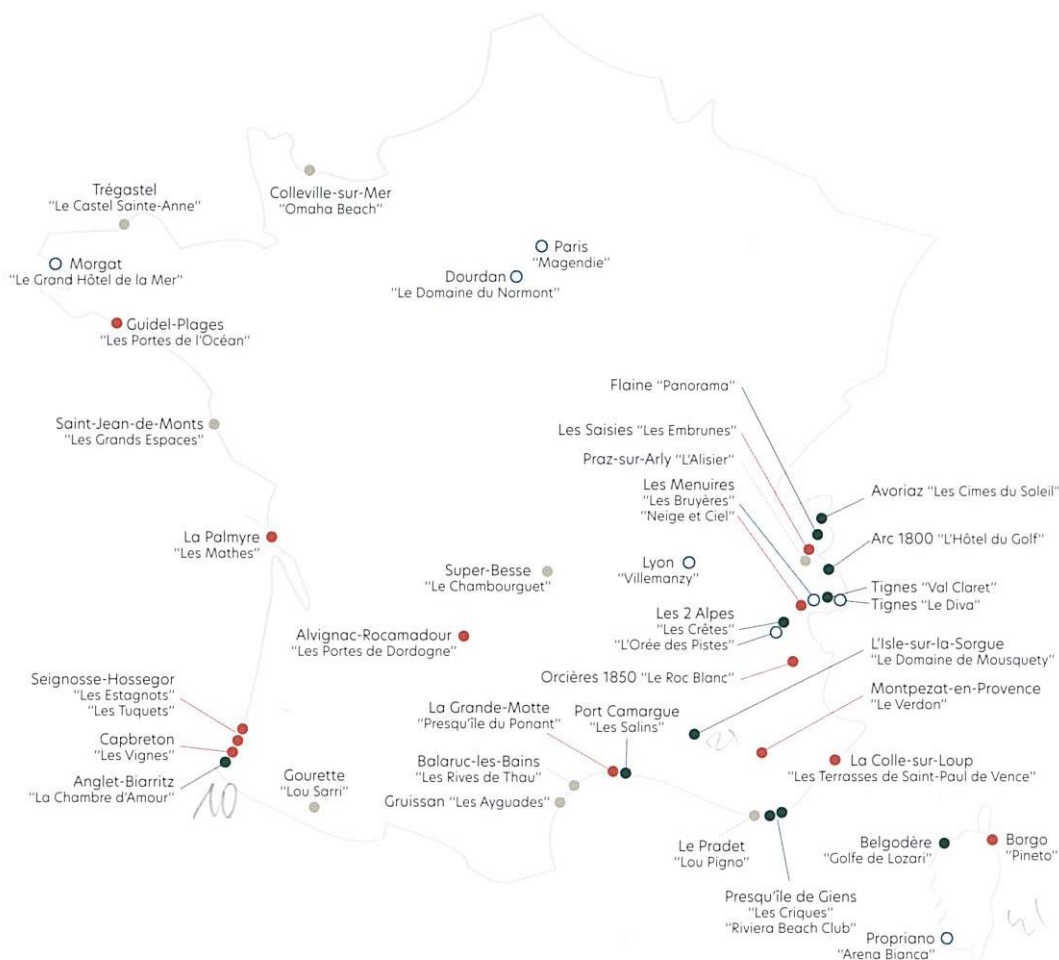 Trégastel
"Le Castel Sainte-Anne"
Colleville-sur-Mer
"Omaha Beach"
Morgat
"Le Grand Hôtel de la Mer"
Paris
"Magendie"
Dourdan
"Le Domaine du Normont"
Guidel-Plages
"Les Portes de l'Océan"
Flaine "Panorama"
Saint-Jean-de-Monts
"Les Grands Espaces"
Les Saisies "Les Embrunes"
Praz-sur-Arly "L'Alisier"
Les Menuires
"Les Bruyères"
"Neige et Ciel"
Avoriaz "Les Cimes du Soleil"
La Palmyre
"Les Mathes"
Arc 1800 "L'Hôtel du Golf"
Super-Besse
"Le Chambourguet"
Lyon
"Villemanzy"
Tignes "Val Claret"
Tignes "Le Diva"
Les 2 Alpes
"Les Crêtes"
"L'Orée des Pistes"
Alvignac-Rocamadour
"Les Portes de Dordogne"
L'Isle-sur-la-Sorgue
"Le Domaine de Mousquety"
Orcières 1850 "Le Roc Blanc"
Seignosse-Hossegor
"Les Estagnots"
"Les Tuquets"
Montpezat-en-Provence
"Le Verdon"
La Grande-Motte
"Presqu'île du Ponant"
Port Camargue
"Les Salins"
Capbreton
"Les Vignes"
Balaruc-les-Bains
"Les Rives de Thau"
La Colle-sur-Loup
"Les Terrasses de Saint-Paul de Vence"
Anglet-Biarritz
"La Chambre d'Amour"
10
Gourette
"Lou Sarri"
Gruissan "Les Ayguades"
Le Pradet
"Lou Pigno"
Belgodère
"Golfe de Lozari"
Borgo
"Pineto"
Presqu'île de Giens
"Les Criques"
"Riviera Beach Club"
Propriano
"Arena Bianca"